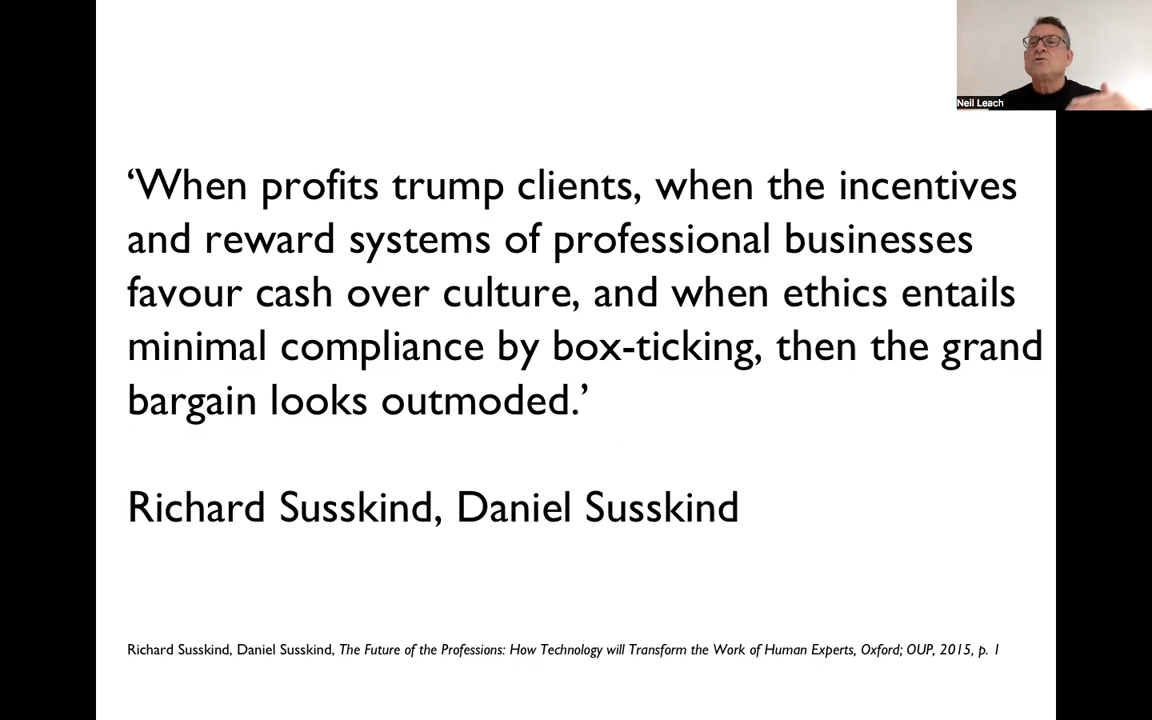 Neil Leach
‘When profits trump clients, when the incentives
and reward systems of professional businesses
favour cash over culture, and when ethics entails
minimal compliance by box-ticking, then the grand
bargain looks outmoded.’
Richard Susskind, Daniel Susskind
Richard Susskind, Daniel Susskind, The Future of the Professions: How Technology will Transform the Work of Human Experts, Oxford; OUP, 2015, p. 1